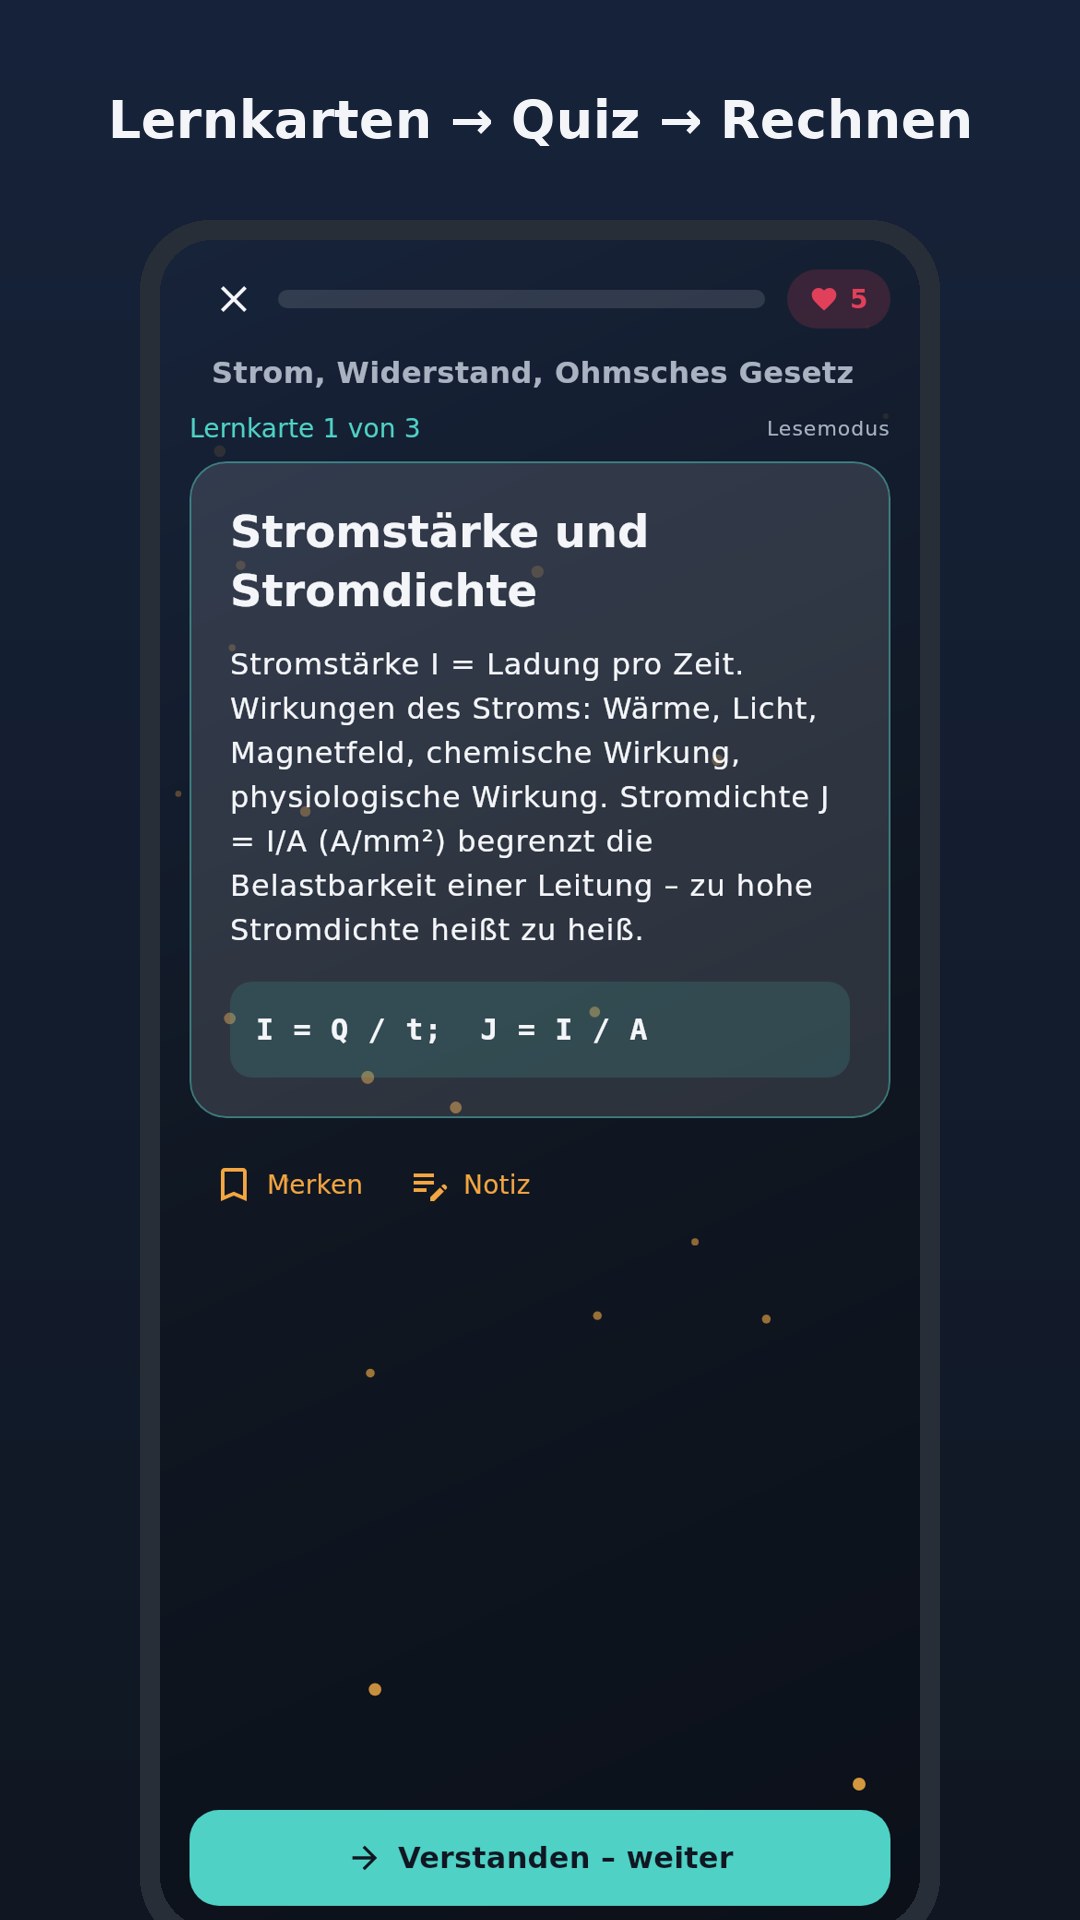 Lernkarten → Quiz → Rechnen
5
Strom, Widerstand, Ohmsches Gesetz
Lernkarte 1 von 3
Lesemodus
Stromstärke und
Stromdichte
Stromstärke I = Ladung pro Zeit.
Wirkungen des Stroms: Wärme, Licht,
Magnetfeld, chemische Wirkung,
physiologische Wirkung. Stromdichte J
= I/A (A/mm²) begrenzt die
Belastbarkeit einer Leitung – zu hohe
Stromdichte heißt zu heiß.
I = Q / t;  J = I / A
Merken
Notiz
→ Verstanden – weiter